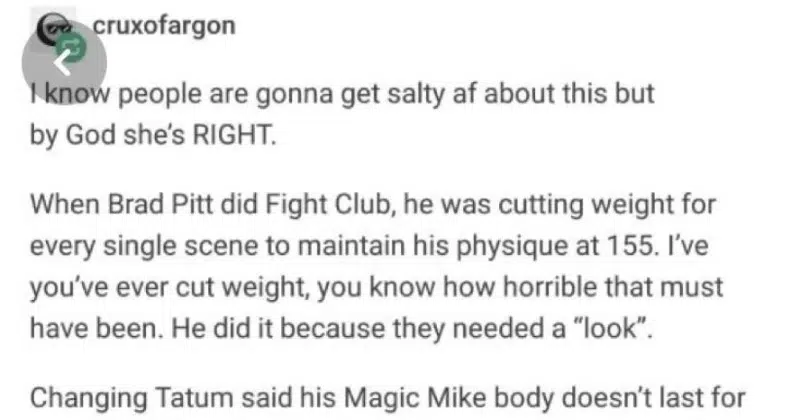 cruxofargon
I know people are gonna get salty af about this but
by God she's RIGHT.
When Brad Pitt did Fight Club, he was cutting weight for
every single scene to maintain his physique at 155. I've
you've ever cut weight, you know how horrible that must
have been. He did it because they needed a “look”.
Changing Tatum said his Magic Mike body doesn't last for